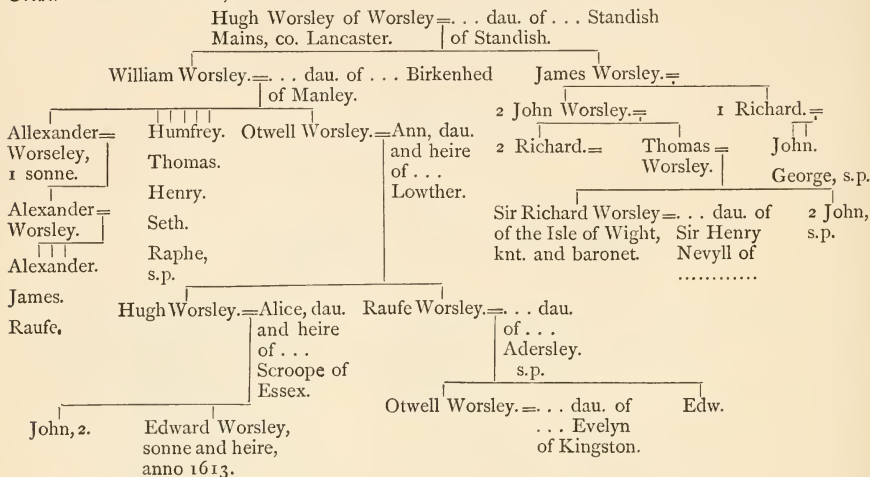 Hugh Worsley of Worsley=. . . dau. of . . . Standish
Mains, co. Lancaster. of Standish.
William Worsley.=. . . dau. of . . . Birkenhed
of Manley.
James Worsley.=
2 John Worsley.=
1 Richard.=
Allexander=
Worseley,
1 sonne.
Humfrey.
Thomas.
Henry.
Seth.
Raphe,
s.p.
Otwell Worsley.=Ann, dau.
and heire
of . . .
Lowther.
2 Richard.=
Thomas=
Worsley.
John.
George, s.p.
Alexander=
Worsley.
Alexander.
James.
Raufe.
Sir Richard Worsley=. . . dau. of
of the Isle of Wight, Sir Henry
knt. and baronet. Nevyll of
............
2 John,
s.p.
Hugh Worsley.=Alice, dau.
and heire
of . . .
Scroope of
Essex.
Raufe Worsley.=. . . dau.
of . . .
Adersley.
s.p.
John, 2.
Edward Worsley,
sonne and heire,
anno 1613.
Otwell Worsley.=. . . dau. of
. . . Evelyn
of Kingston.
Edw.